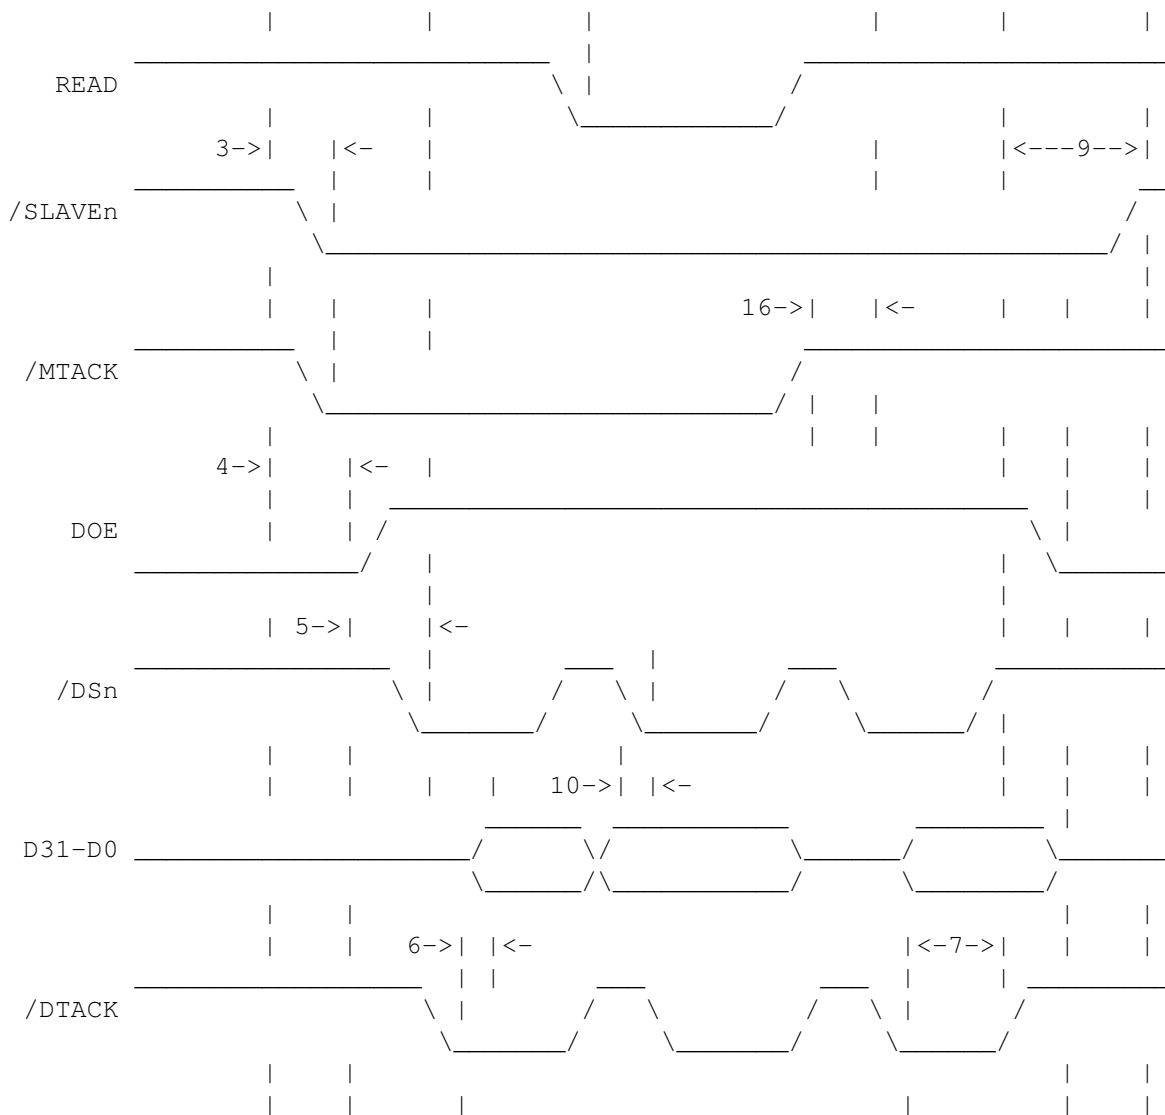 READ
3->| |<- |<---9-->|
/SLAVEn
16->| |<-
/MTACK
4->| |<-
DOE
5->| |<-
/DSn
10->| |<-
D31-D0
6->| |<- |<-7->|
/DTACK